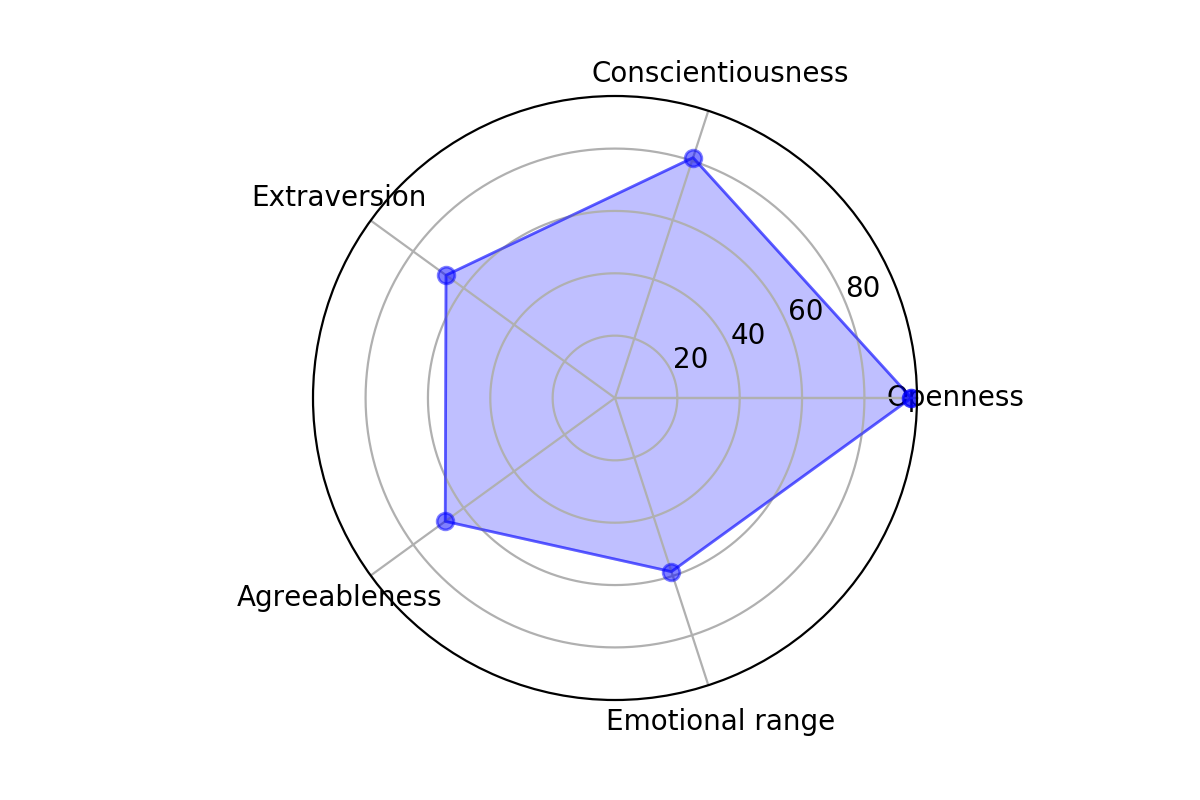 Conscientiousness
Extraversion
80
60
40
20
Openness
Agreeableness
Emotional range